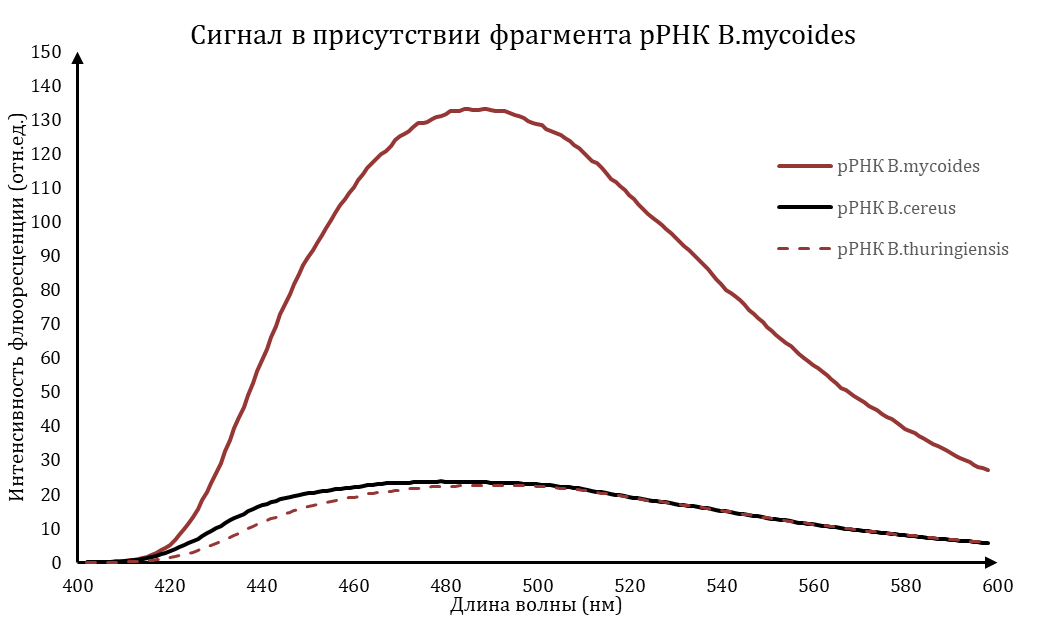 Сигнал в присутствии фрагмента рРНК B.mycoides
Интенсивность флюоресценции (отн.ед.)
150
140
130
120
110
100
90
80
70
60
50
40
30
20
10
0
рРНК B.mycoides
рРНК B.cereus
рРНК B.thuringiensis
400 420 440 460 480 500 520 540 560 580 600
Длина волны (нм)